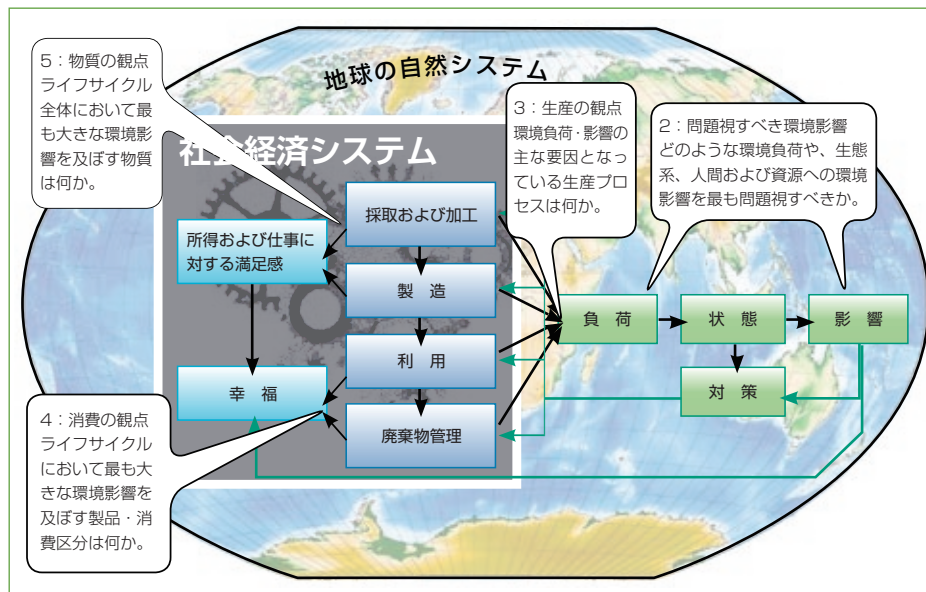 地球の自然システム
5：物質の観点
ライフサイクル
全体において最
も大きな環境影
響を及ぼす物質
は何か。
3：生産の観点
環境負荷・影響の
主な要因となっ
ている生産プロ
セスは何か。
2：問題視すべき環境影響
どのような環境負荷や、生態
系、人間および資源への環境
影響を最も問題視すべきか。
社会経済システム
採取および加工
所得および仕事に
対する満足感
製　造
負　荷
状　態
影　響
利　用
幸　福
対　策
廃棄物管理
4：消費の観点
ライフサイクル
において最も大
きな環境影響を
及ぼす製品・消
費区分は何か。